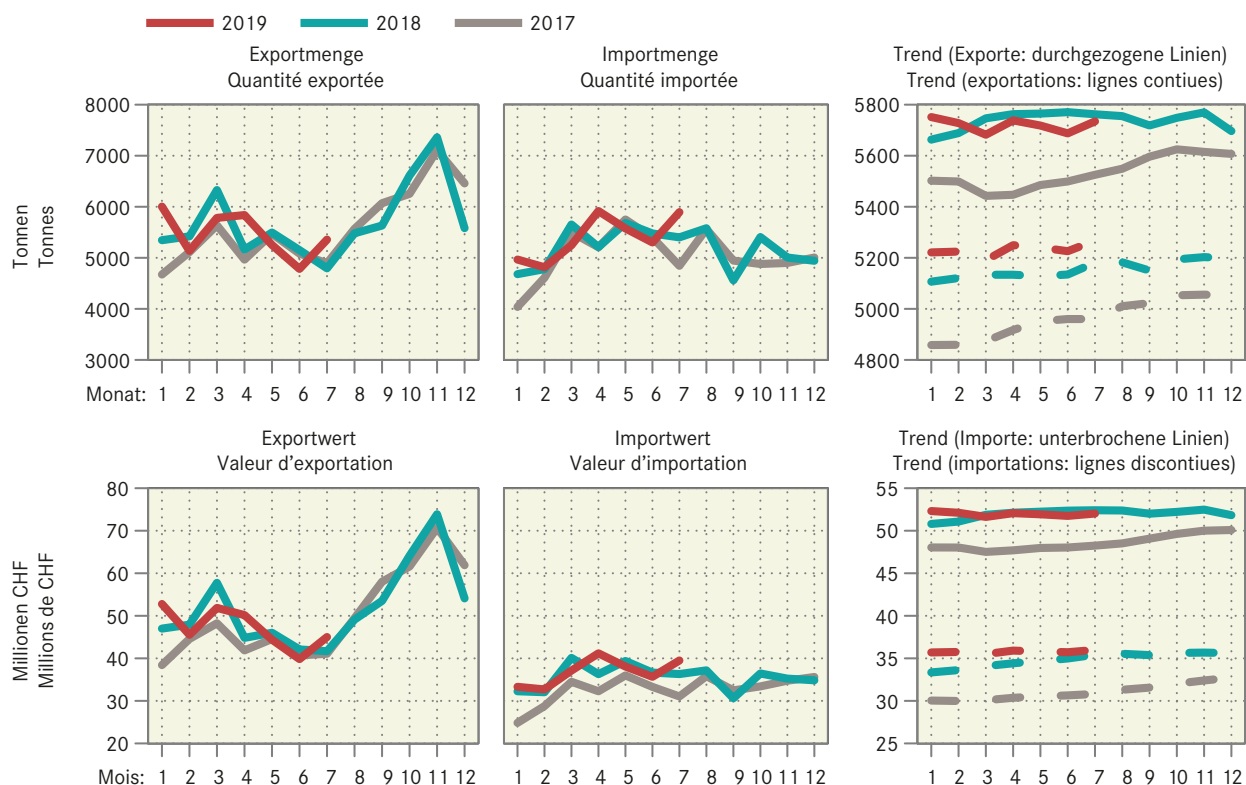 2019 2018 2017
Exportmenge
Quantité exportée
Importmenge
Quantité importée
Trend (Exporte: durchgezogene Linien)
Trend (exportations: lignes contiues)
Tonnen
Tonnes
8000
7000
6000
5000
4000
3000
5800
5600
5400
5200
5000
4800
Monat: 1 2 3 4 5 6 7 8 9 10 11 12
1 2 3 4 5 6 7 8 9 10 11 12
1 2 3 4 5 6 7 8 9 10 11 12
Exportwert
Valeur d’exportation
Importwert
Valeur d’importation
Trend (Importe: unterbrochene Linien)
Trend (importations: lignes discontiues)
Millionen CHF
Millions de CHF
80
70
60
50
40
30
20
55
50
45
40
35
30
25
Mois: 1 2 3 4 5 6 7 8 9 10 11 12
1 2 3 4 5 6 7 8 9 10 11 12
1 2 3 4 5 6 7 8 9 10 11 12